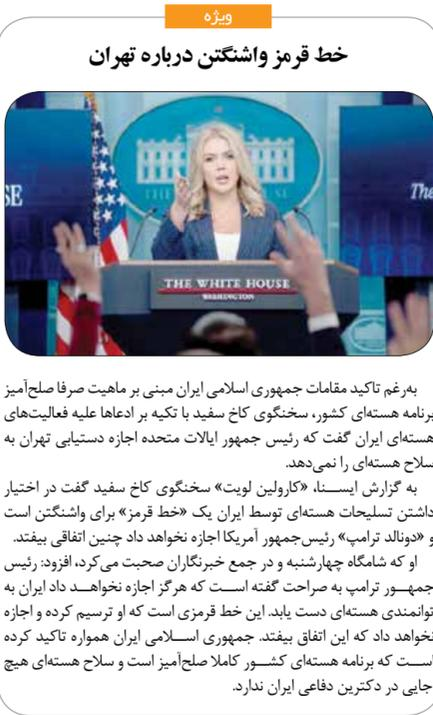 ویژه
خط قرمز واشنگتن درباره تهران
THE WHITE HOUSE
SE
The
THE WHITE HOUSE
WASHINGTON
به‌رغم تاکید مقامات جمهوری اسلامی ایران مبنی بر ماهیت صرفا صلح‌آمیز
برنامه هسته‌ای کشور، سخنگوی کاخ سفید با تکیه بر ادعاها علیه فعالیت‌های
هسته‌ای ایران گفت که رئیس جمهور ایالات متحده اجازه دستیابی تهران به
سلاح هسته‌ای را نمی‌دهد.
به گزارش ایسنا، «کارولین لویت» سخنگوی کاخ سفید گفت در اختیار
داشتن تسلیحات هسته‌ای توسط ایران یک «خط قرمز» برای واشنگتن است
و «دونالد ترامپ» رئیس‌جمهور آمریکا اجازه نخواهد داد چنین اتفاقی بیفتد.
او که شامگاه چهارشنبه و در جمع خبرنگاران صحبت می‌کرد، افزود: رئیس
جمهور ترامپ به صراحت گفته است که هرگز اجازه نخواهد داد ایران به
توانمندی هسته‌ای دست یابد. این خط قرمزی است که او ترسیم کرده و اجازه
نخواهد داد که این اتفاق بیفتد. جمهوری اسلامی ایران همواره تاکید کرده
است که برنامه هسته‌ای کشور کاملا صلح‌آمیز است و سلاح هسته‌ای هیچ
جایی در دکترین دفاعی ایران ندارد.